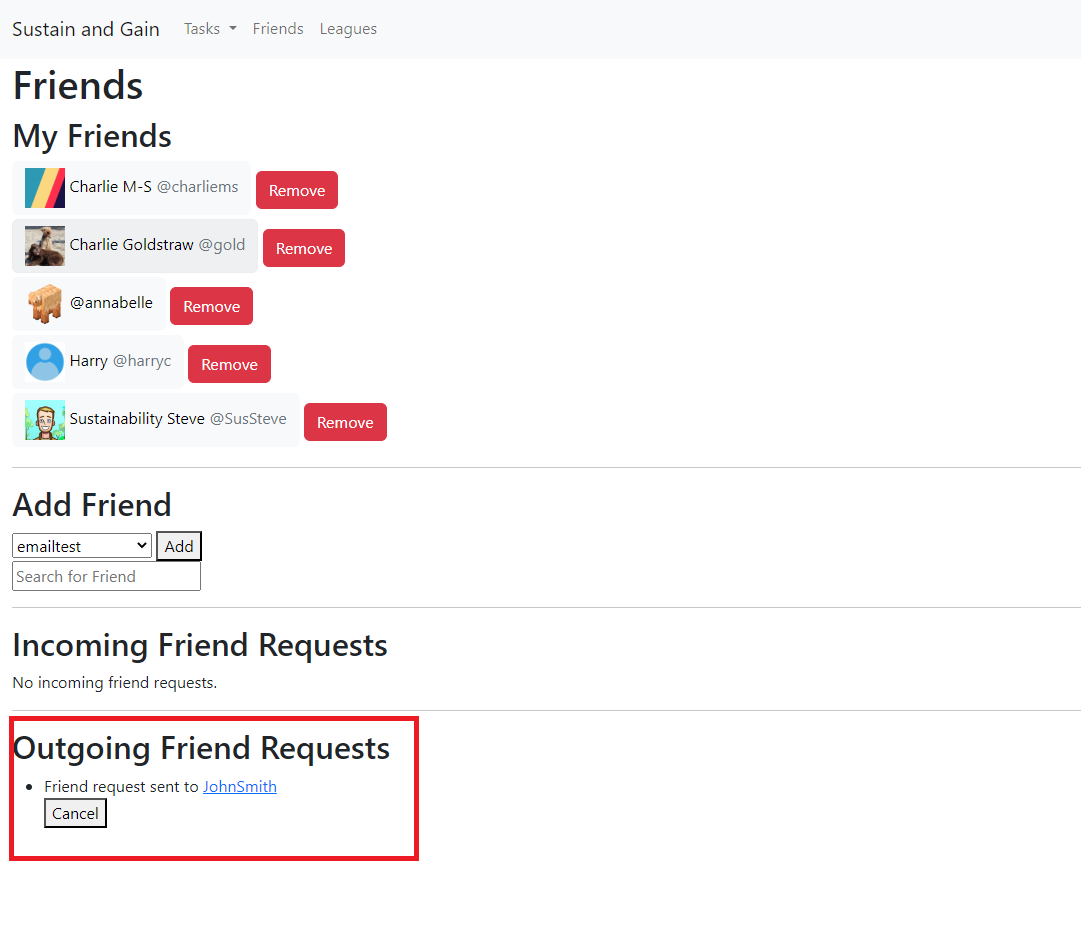 Sustain and Gain Tasks Friends Leagues
Friends
My Friends
Charlie M-S @charliems Remove
Charlie Goldstraw @gold Remove
@annabelle Remove
Harry @harryc Remove
Sustainability Steve @SusSteve Remove
Add Friend
emailtest Add
Search for Friend
Incoming Friend Requests
No incoming friend requests.
Outgoing Friend Requests
Friend request sent to JohnSmith
Cancel